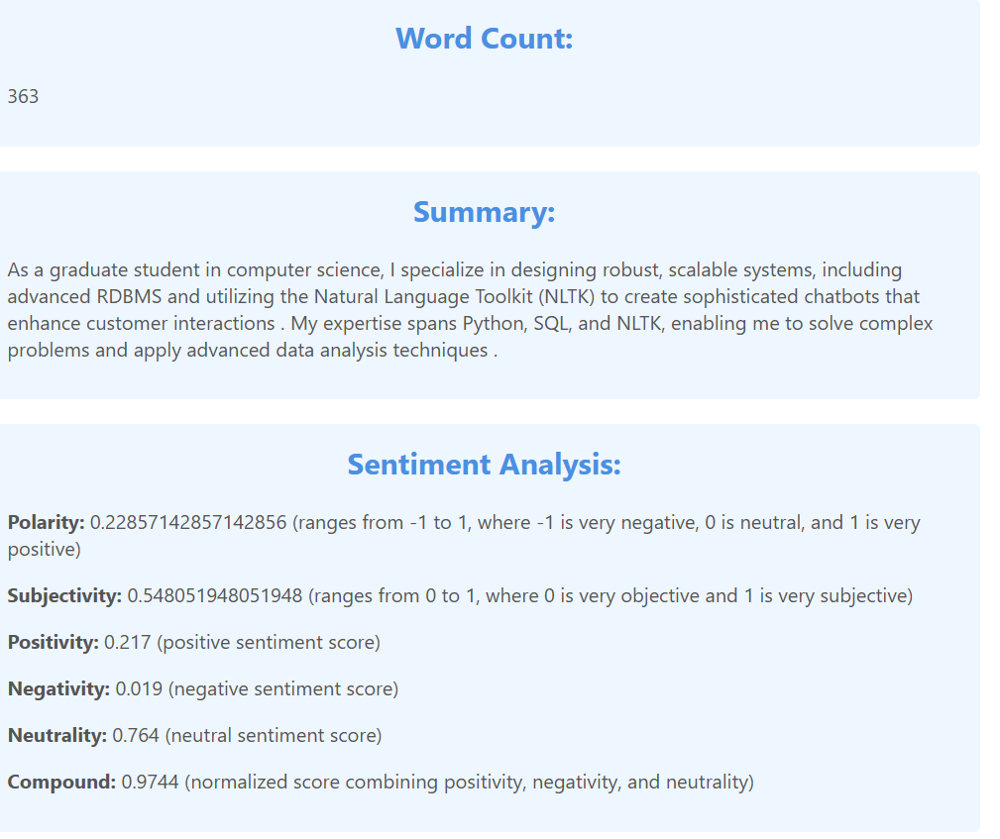 Word Count:
363
Summary:
As a graduate student in computer science, I specialize in designing robust, scalable systems, including
advanced RDBMS and utilizing the Natural Language Toolkit (NLTK) to create sophisticated chatbots that
enhance customer interactions . My expertise spans Python, SQL, and NLTK, enabling me to solve complex
problems and apply advanced data analysis techniques .
Sentiment Analysis:
Polarity: 0.22857142857142856 (ranges from -1 to 1, where -1 is very negative, 0 is neutral, and 1 is very
positive)
Subjectivity: 0.548051948051948 (ranges from 0 to 1, where 0 is very objective and 1 is very subjective)
Positivity: 0.217 (positive sentiment score)
Negativity: 0.019 (negative sentiment score)
Neutrality: 0.764 (neutral sentiment score)
Compound: 0.9744 (normalized score combining positivity, negativity, and neutrality)